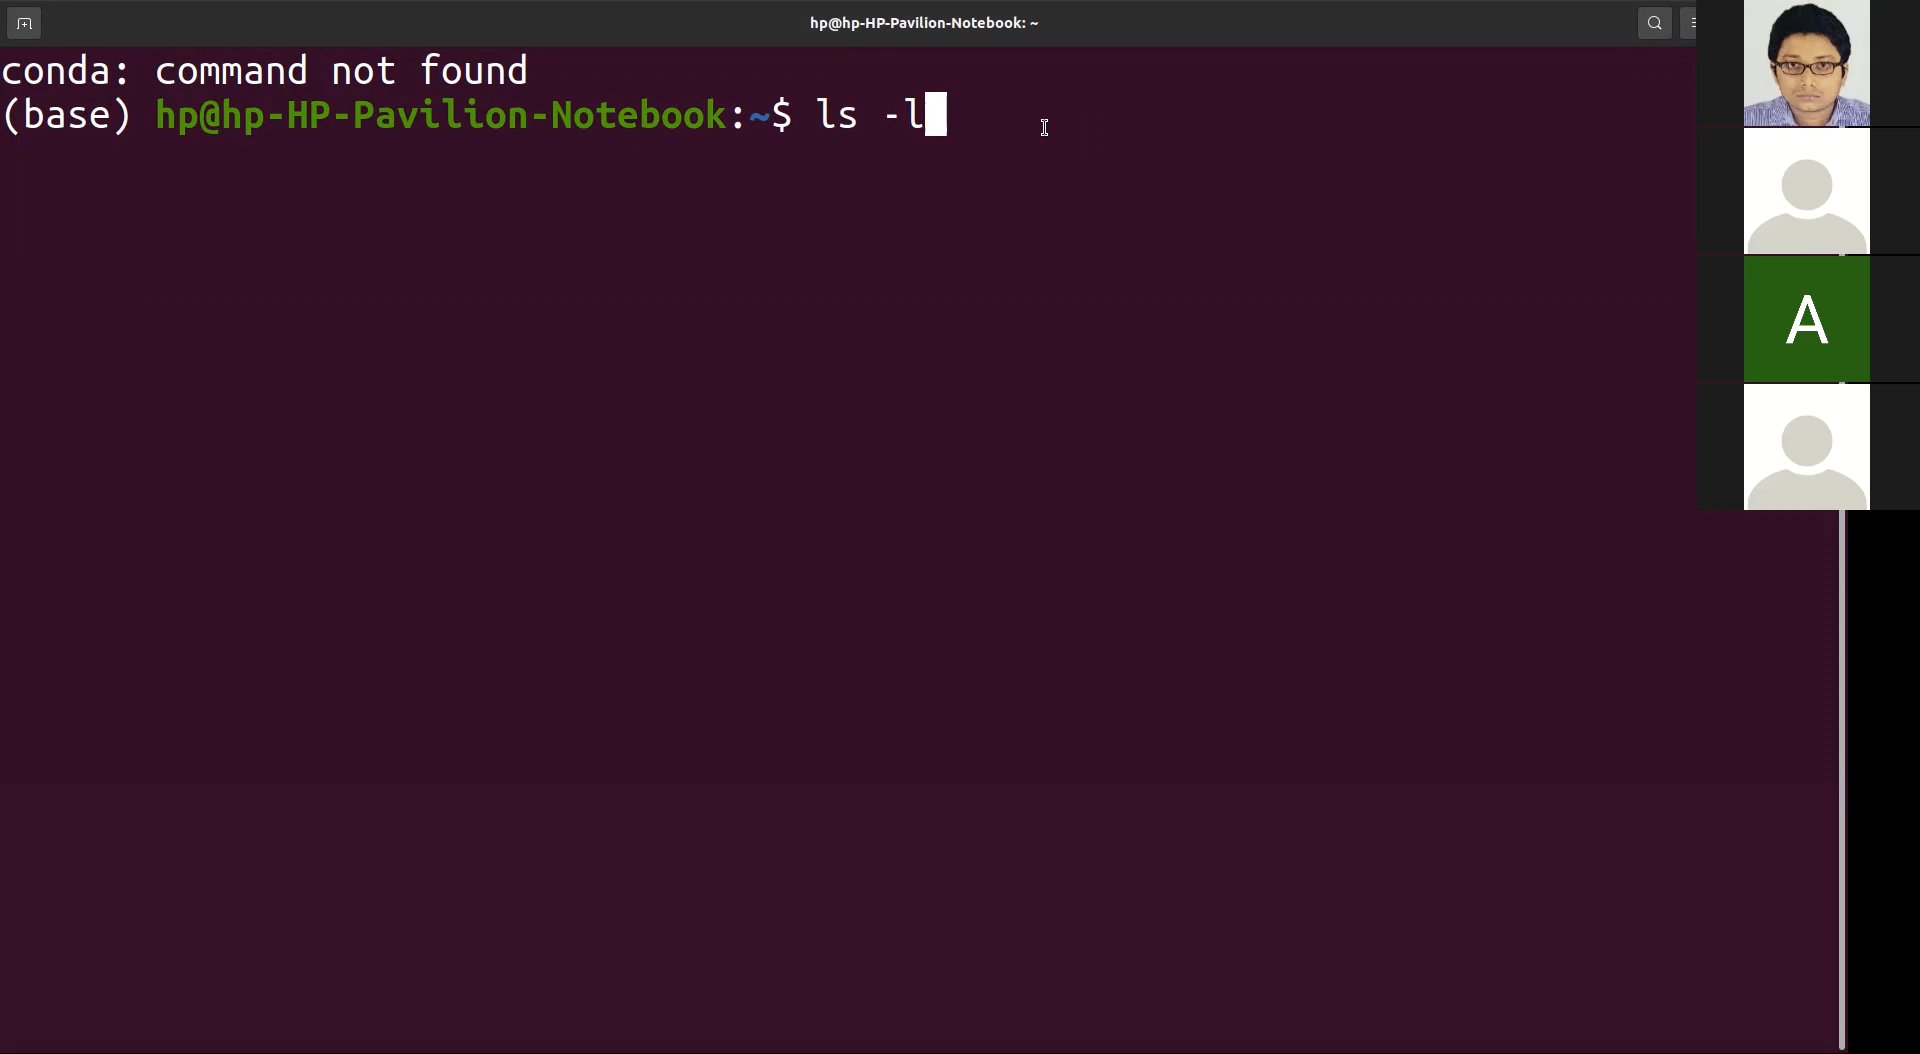 hp@hp-HP-Pavilion-Notebook: ~
conda: command not found
(base) hp@hp-HP-Pavilion-Notebook:~$ ls -l
A